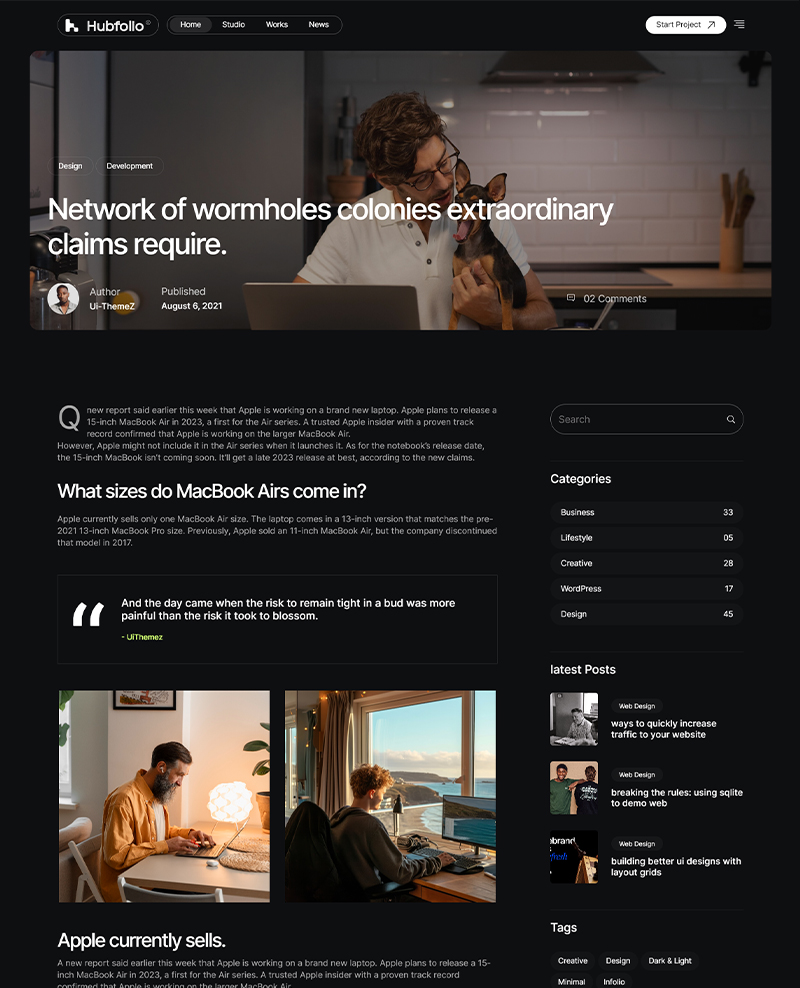 Hubfolio®
Home Studio Works News
Start Project
Design Development
Network of wormholes colonies extraordinary
claims require.
Author
Ui-ThemeZ
Published
August 6, 2021
02 Comments
Q new report said earlier this week that Apple is working on a brand new laptop. Apple plans to release a
15-inch MacBook Air in 2023, a first for the Air series. A trusted Apple insider with a proven track
record confirmed that Apple is working on the larger MacBook Air.
However, Apple might not include it in the Air series when it launches it. As for the notebook's release date,
the 15-inch MacBook isn't coming soon. It'll get a late 2023 release at best, according to the new claims.
What sizes do MacBook Airs come in?
Apple currently sells only one MacBook Air size. The laptop comes in a 13-inch version that matches the pre-
2021 13-inch MacBook Pro size. Previously, Apple sold an 11-inch MacBook Air, but the company discontinued
that model in 2017.
“
And the day came when the risk to remain tight in a bud was more
painful than the risk it took to blossom.
- UiThemez
Apple currently sells.
A new report said earlier this week that Apple is working on a brand new laptop. Apple plans to release a 15-
inch MacBook Air in 2023, a first for the Air series. A trusted Apple insider with a proven track record
confirmed that Apple is working on the larger MacBook Air.
Search
Categories
Business 33
Lifestyle 05
Creative 28
WordPress 17
Design 45
latest Posts
Web Design
ways to quickly increase
traffic to your website
Web Design
breaking the rules: using sqlite
to demo web
ebrand
efresh
Web Design
building better ui designs with
layout grids
Tags
Creative Design Dark & Light
Minimal Infolio